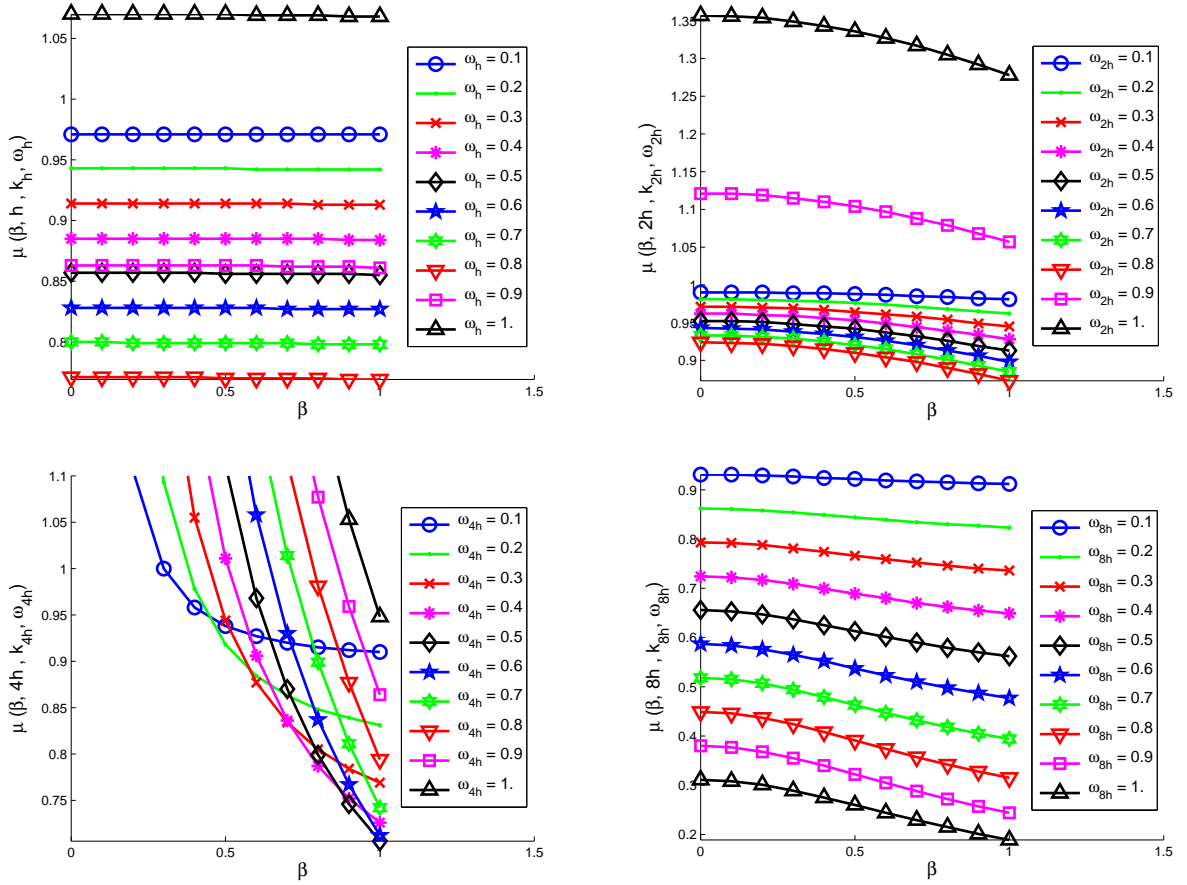 μ (β, h , k_h, ω_h)
1.05
1
0.95
0.9
0.85
0.8
0
0.5
1
1.5
β
ω_h = 0.1
ω_h = 0.2
ω_h = 0.3
ω_h = 0.4
ω_h = 0.5
ω_h = 0.6
ω_h = 0.7
ω_h = 0.8
ω_h = 0.9
ω_h = 1.
μ (β, 2h , k_2h, ω_2h)
1.35
1.3
1.25
1.2
1.15
1.1
1.05
1
0.95
0.9
0
0.5
1
1.5
β
ω_2h = 0.1
ω_2h = 0.2
ω_2h = 0.3
ω_2h = 0.4
ω_2h = 0.5
ω_2h = 0.6
ω_2h = 0.7
ω_2h = 0.8
ω_2h = 0.9
ω_2h = 1.
μ (β, 4h , k_4h, ω_4h)
1.1
1.05
1
0.95
0.9
0.85
0.8
0.75
0
0.5
1
1.5
β
ω_4h = 0.1
ω_4h = 0.2
ω_4h = 0.3
ω_4h = 0.4
ω_4h = 0.5
ω_4h = 0.6
ω_4h = 0.7
ω_4h = 0.8
ω_4h = 0.9
ω_4h = 1.
μ (β, 8h , k_8h, ω_8h)
0.9
0.8
0.7
0.6
0.5
0.4
0.3
0.2
0
0.5
1
1.5
β
ω_8h = 0.1
ω_8h = 0.2
ω_8h = 0.3
ω_8h = 0.4
ω_8h = 0.5
ω_8h = 0.6
ω_8h = 0.7
ω_8h = 0.8
ω_8h = 0.9
ω_8h = 1.